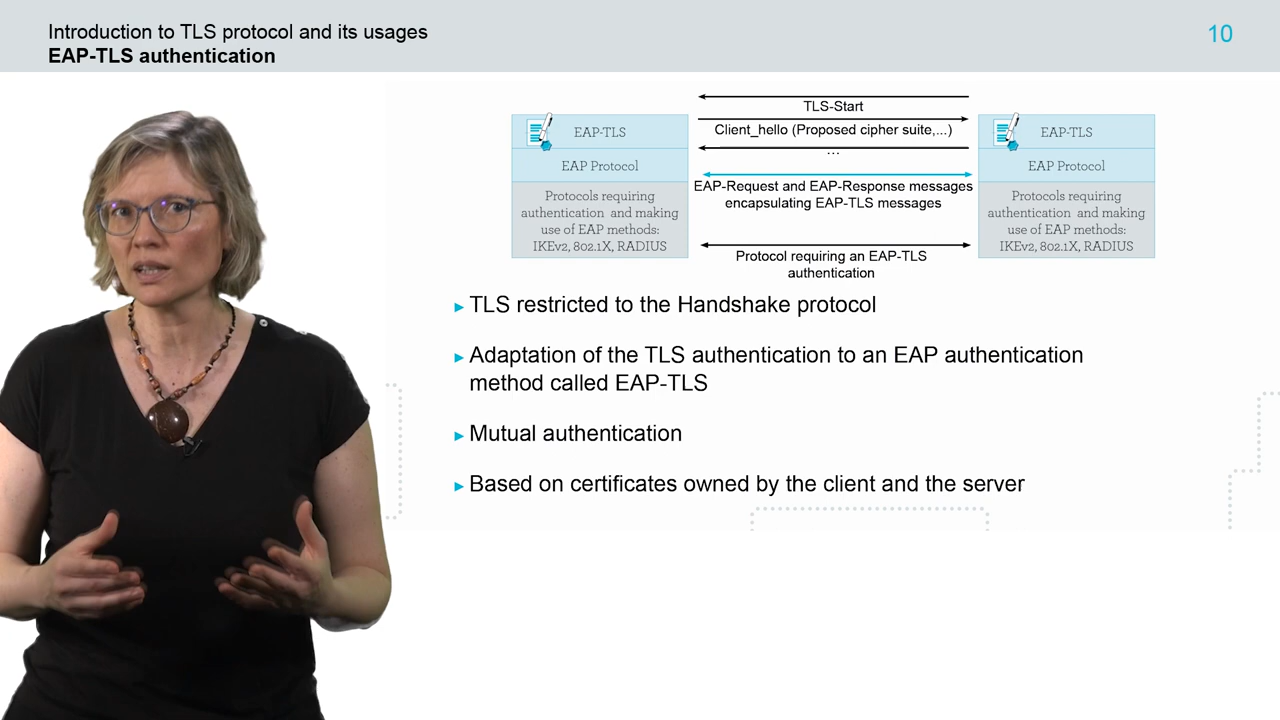 Introduction to TLS protocol and its usages
EAP-TLS authentication
10
TLS-Start
Client_hello (Proposed cipher suite,...)
...
EAP-Request and EAP-Response messages
encapsulating EAP-TLS messages
Protocol requiring an EAP-TLS
authentication
EAP-TLS
EAP Protocol
Protocols requiring
authentication and making
use of EAP methods:
IKEv2, 802.1X, RADIUS
EAP-TLS
EAP Protocol
Protocols requiring
authentication and making
use of EAP methods:
IKEv2, 802.1X, RADIUS
TLS restricted to the Handshake protocol
Adaptation of the TLS authentication to an EAP authentication
method called EAP-TLS
Mutual authentication
Based on certificates owned by the client and the server